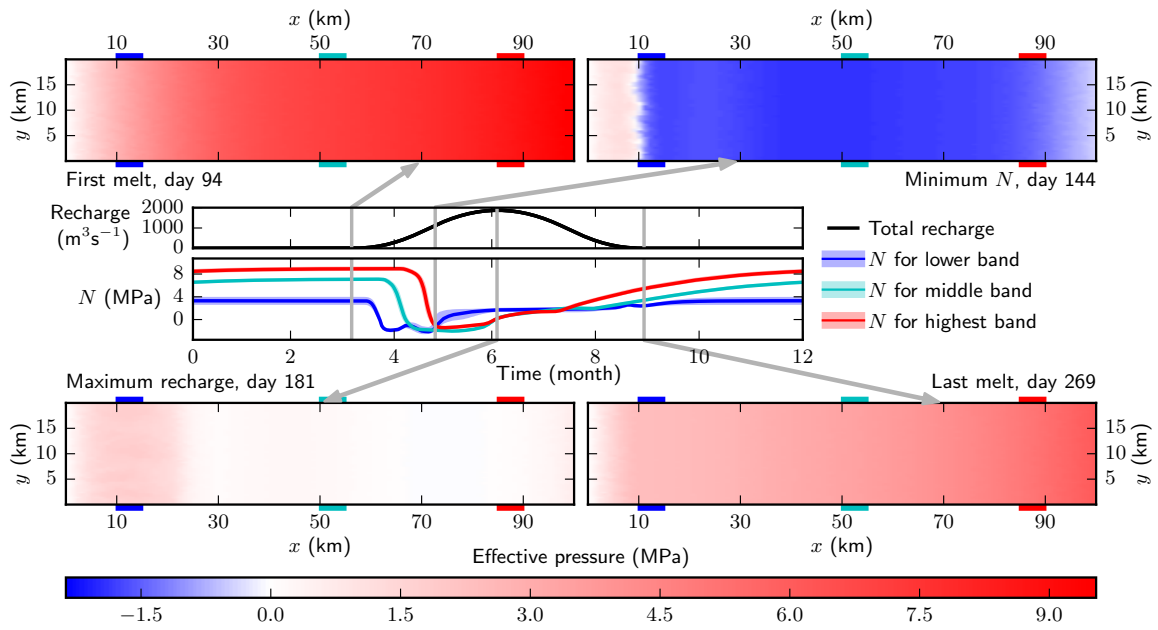 x (km) x (km)
10 30 50 70 90 10 30 50 70 90
y (km) 15 10 5 15 10 5 y (km)
First melt, day 94 Minimum N, day 144
Recharge (m³s⁻¹) 2000 1000 0
Total recharge
N for lower band
N for middle band
N for highest band
N (MPa) 8 4 0
0 2 4 6 8 10 12
Time (month)
Maximum recharge, day 181 Last melt, day 269
y (km) 15 10 5 15 10 5 y (km)
10 30 50 70 90 10 30 50 70 90
x (km) x (km)
Effective pressure (MPa)
−1.5 0.0 1.5 3.0 4.5 6.0 7.5 9.0